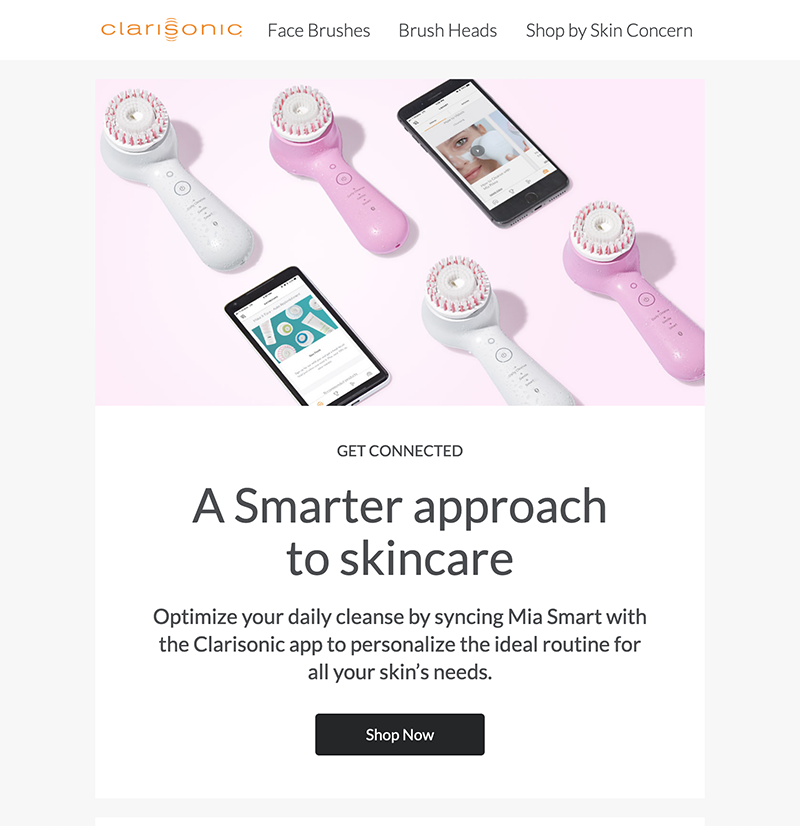 clarisonic
Face Brushes
Brush Heads
Shop by Skin Concern
GET CONNECTED
A Smarter approach
to skincare
Optimize your daily cleanse by syncing Mia Smart with
the Clarisonic app to personalize the ideal routine for
all your skin’s needs.
Shop Now